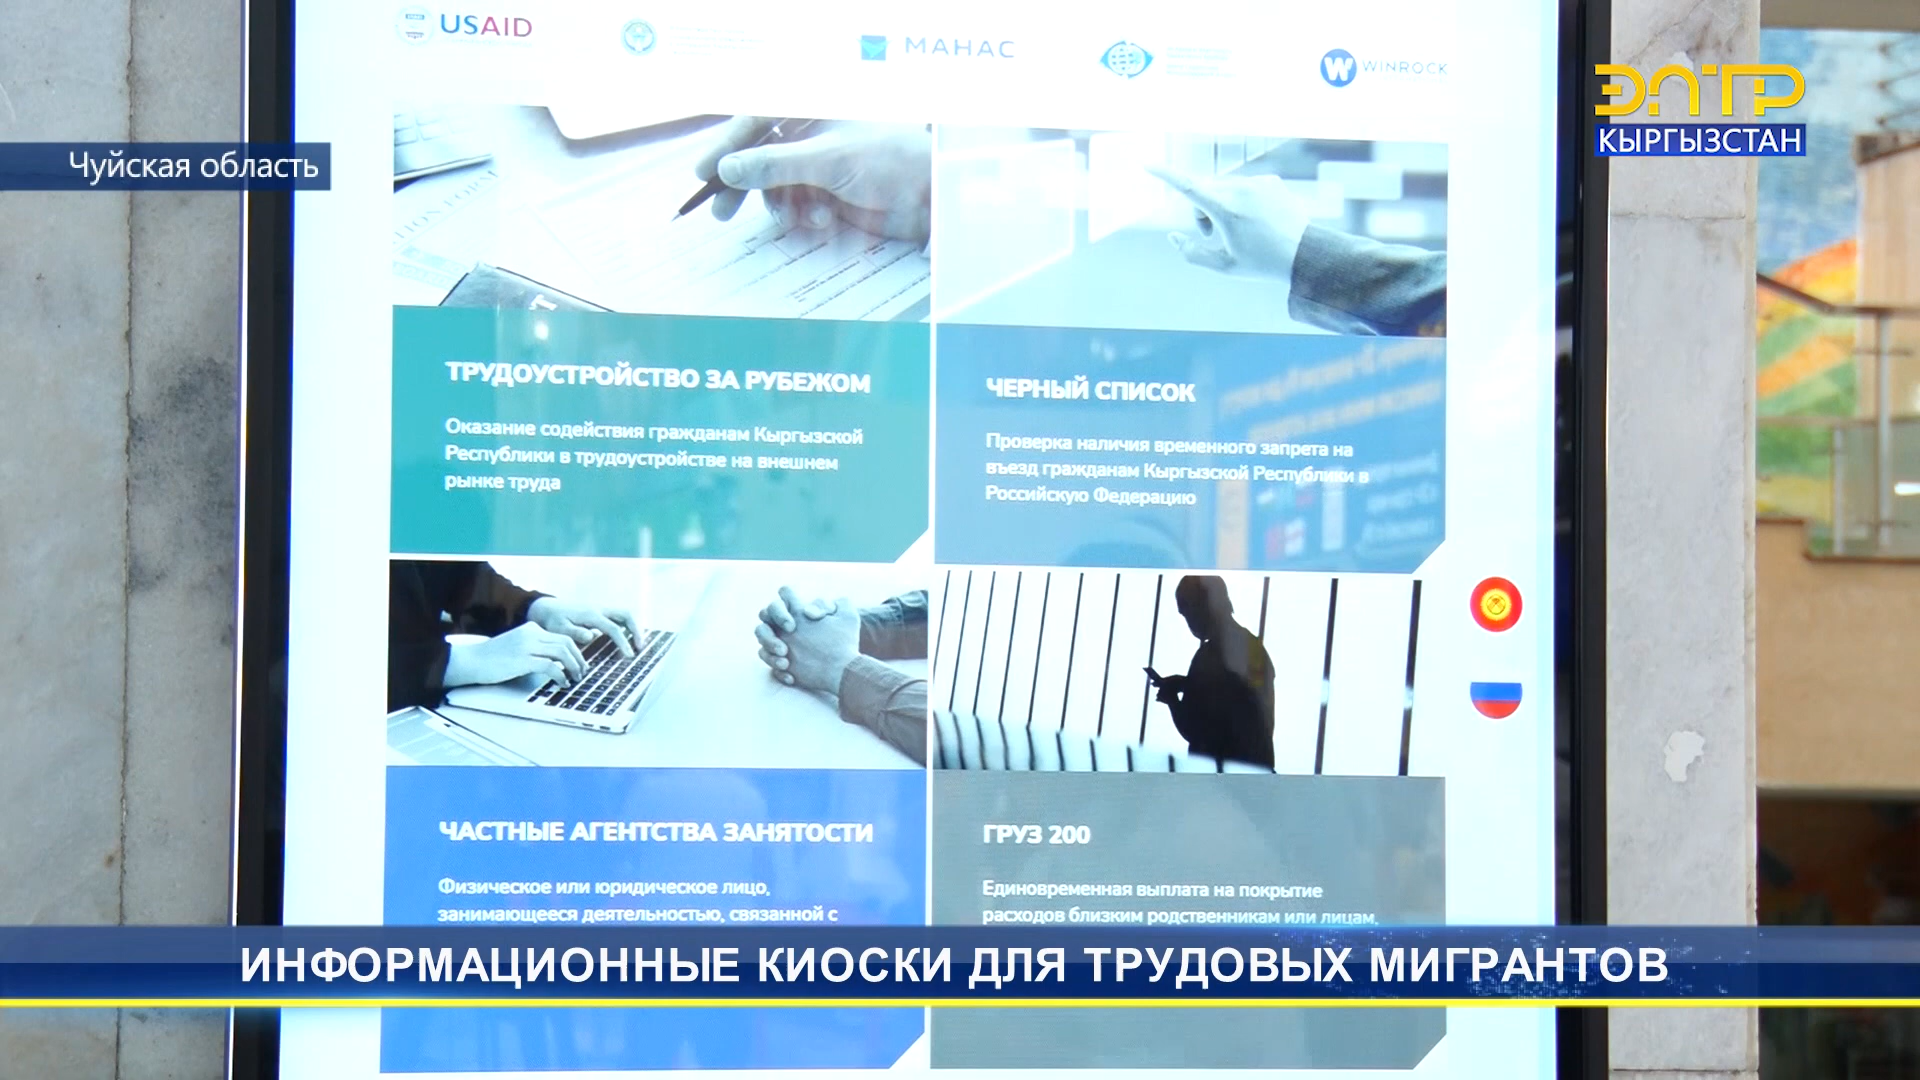 USAID
МАНАС
WINROCK
ЭЛТР
КЫРГЫЗСТАН
Чуйская область
ТРУДОУСТРОЙСТВО ЗА РУБЕЖОМ
Оказание содействия гражданам Кыргызской
Республики в трудоустройстве на внешнем
рынке труда
ЧЕРНЫЙ СПИСОК
Проверка наличия временного запрета на
въезд гражданам Кыргызской Республики в
Российскую Федерацию
ЧАСТНЫЕ АГЕНТСТВА ЗАНЯТОСТИ
Физическое или юридическое лицо,
занимающееся деятельностью, связанной с
ГРУЗ 200
Единовременная выплата на покрытие
расходов близким родственникам или лицам,
ИНФОРМАЦИОННЫЕ КИОСКИ ДЛЯ ТРУДОВЫХ МИГРАНТОВ